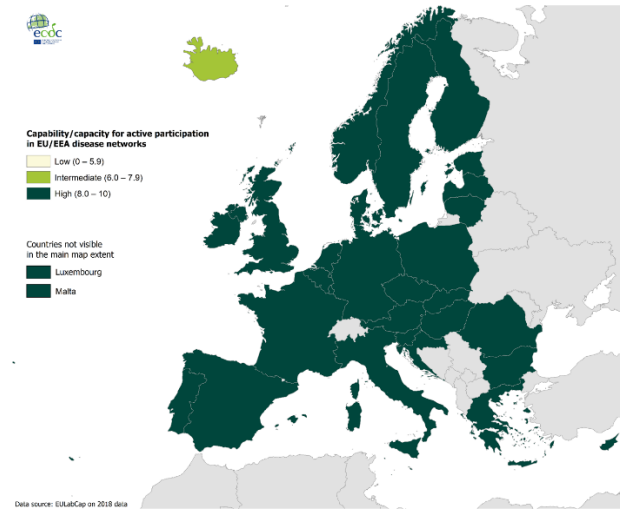 ecdc
Capability/capacity for active participation
in EU/EEA disease networks
Low (0 – 5.9)
Intermediate (6.0 – 7.9)
High (8.0 – 10)
Countries not visible
in the main map extent
Luxembourg
Malta
Data source: EULabCap on 2018 data